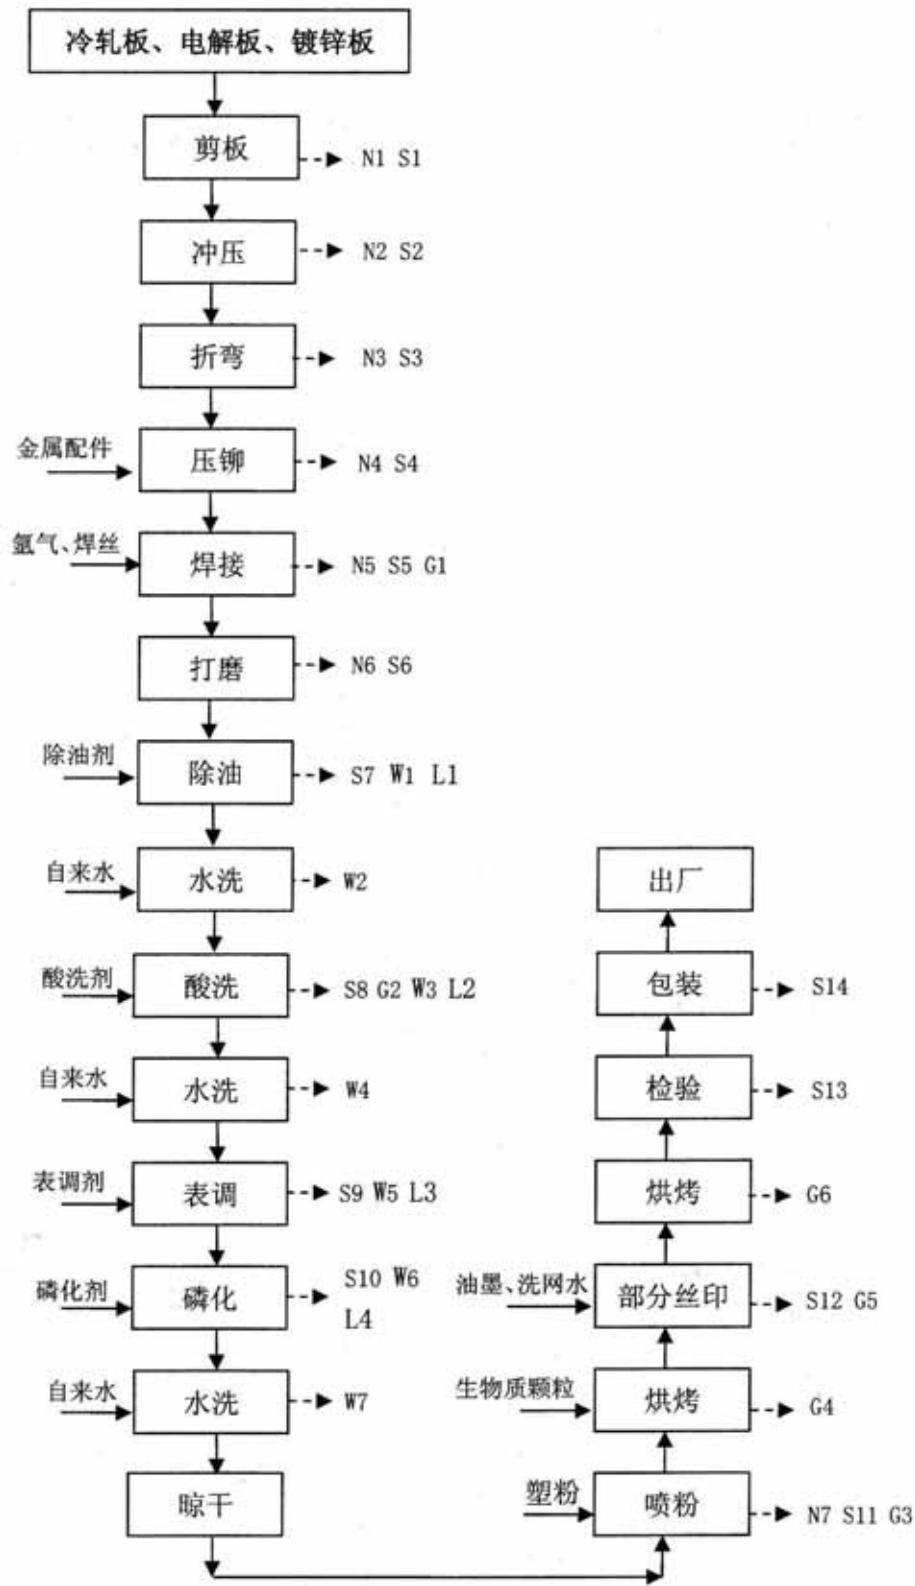 冷轧板、电解板、镀锌板
剪板
N1 S1
冲压
N2 S2
折弯
N3 S3
金属配件
压铆
N4 S4
氩气、焊丝
焊接
N5 S5 G1
打磨
N6 S6
除油剂
除油
S7 W1 L1
自来水
水洗
W2
酸洗剂
酸洗
S8 G2 W3 L2
自来水
水洗
W4
表调剂
表调
S9 W5 L3
磷化剂
磷化
S10 W6
L4
自来水
水洗
W7
晾干
塑粉
喷粉
N7 S11 G3
生物质颗粒
烘烤
G4
油墨、洗网水
部分丝印
S12 G5
烘烤
G6
检验
S13
包装
S14
出厂